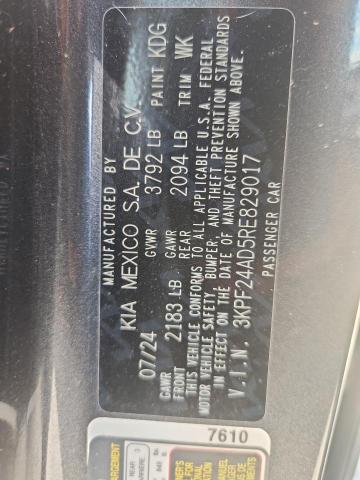 MANUFACTURED BY
KIA MEXICO S.A. DE C.V.
07/24 GVWR 3792 LB PAINT KDG
GAWR FRONT 2183 LB GAWR REAR 2094 LB TRIM WK
THIS VEHICLE CONFORMS TO ALL APPLICABLE U.S.A. FEDERAL
MOTOR VEHICLE SAFETY, BUMPER, AND THEFT PREVENTION STANDARDS
IN EFFECT ON THE DATE OF MANUFACTURE SHOWN ABOVE.
V.I.N. 3KPF24AD5RE829017
PASSENGER CAR
7610
REAR